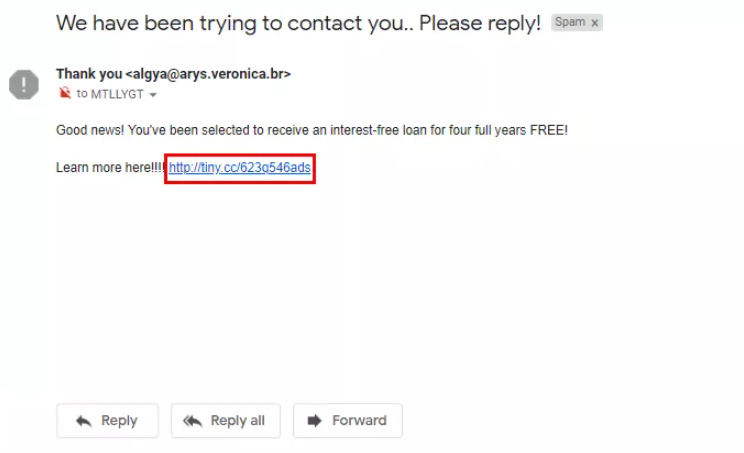 We have been trying to contact you.. Please reply! Spam x
Thank you <algya@arys.veronica.br>
to MTLLYGT
Good news! You've been selected to receive an interest-free loan for four full years FREE!
Learn more here!!!! http://tiny.cc/623g546ads
Reply Reply all Forward